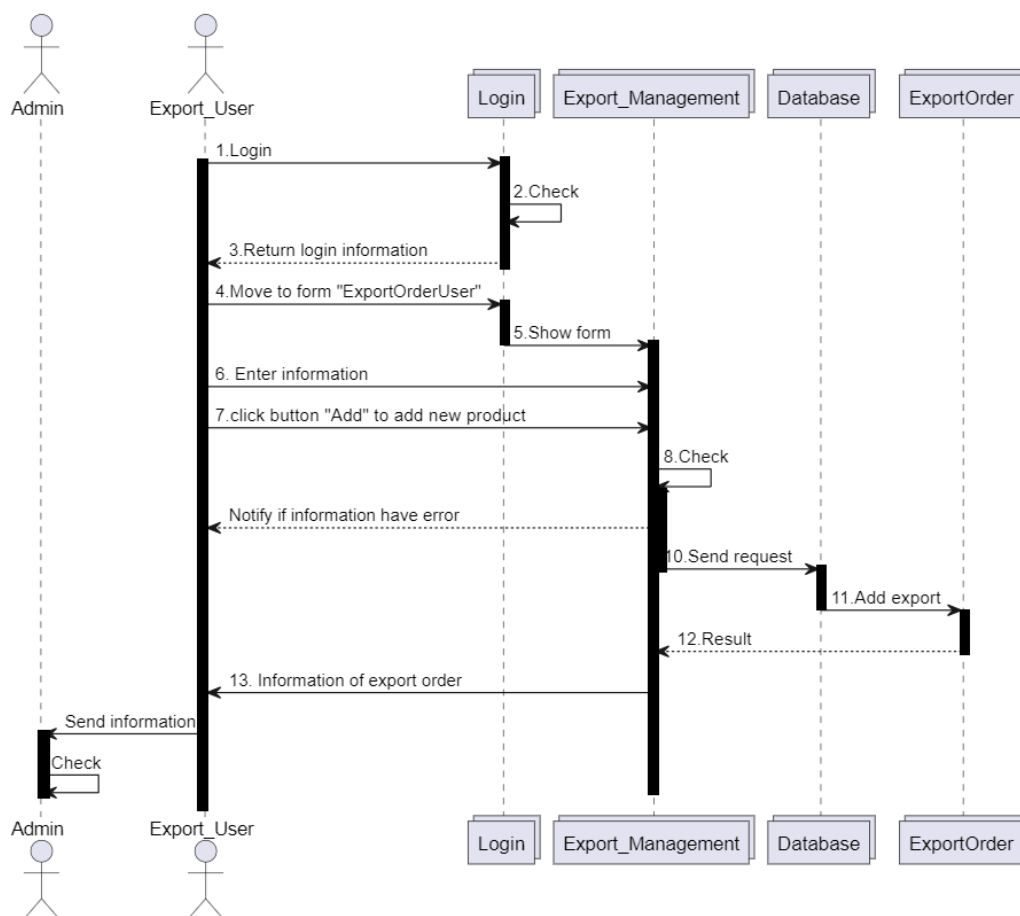 Admin
Export_User
Login
Export_Management
Database
ExportOrder
1.Login
2.Check
3.Return login information
4.Move to form "ExportOrderUser"
5.Show form
6. Enter information
7.click button "Add" to add new product
8.Check
Notify if information have error
10.Send request
11.Add export
12.Result
13. Information of export order
Send information
Check
Admin
Export_User
Login
Export_Management
Database
ExportOrder